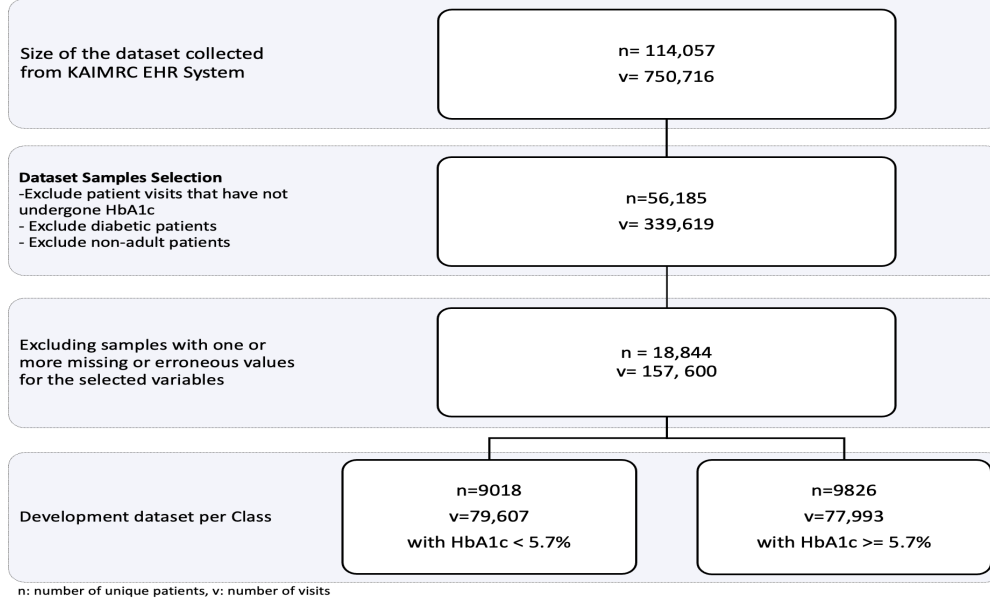 Size of the dataset collected
from KAIMRC EHR System
n= 114,057
v= 750,716
Dataset Samples Selection
-Exclude patient visits that have not
undergone HbA1c
- Exclude diabetic patients
- Exclude non-adult patients
n=56,185
v= 339,619
Excluding samples with one or
more missing or erroneous values
for the selected variables
n = 18,844
v= 157, 600
Development dataset per Class
n=9018
v=79,607
with HbA1c < 5.7%
n=9826
v=77,993
with HbA1c >= 5.7%
n: number of unique patients, v: number of visits